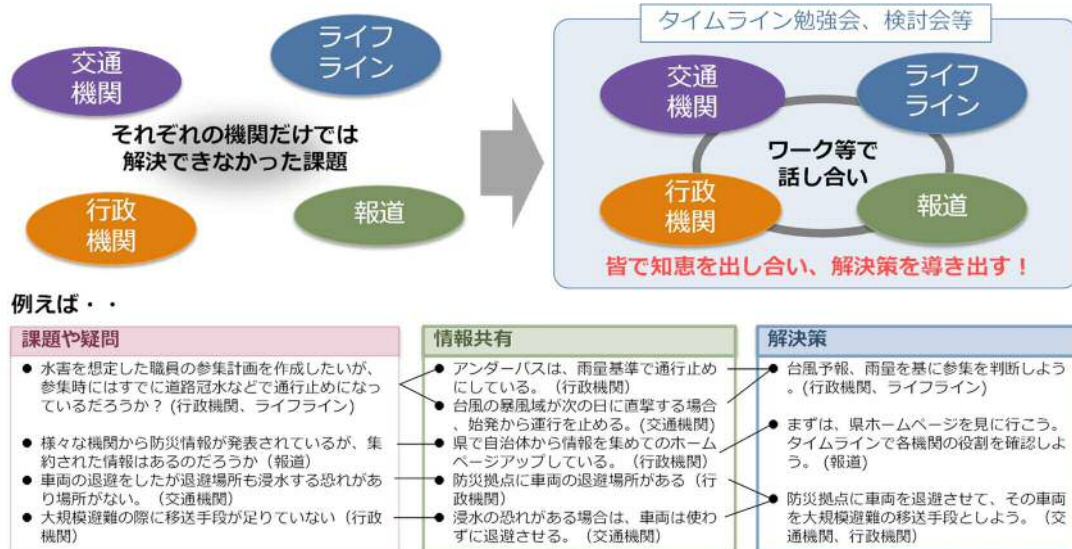 交通
機関
ライフ
ライン
それぞれの機関だけでは
解決できなかった課題
行政
機関
報道
タイムライン勉強会、検討会等
交通
機関
ライフ
ライン
ワーク等で
話し合い
行政
機関
報道
皆で知恵を出し合い、解決策を導き出す！
例えば・・
課題や疑問
● 水害を想定した職員の参集計画を作成したいが、
参集時にはすでに道路冠水などで通行止めになっ
ているだろうか？ (行政機関、ライフライン)
● 様々な機関から防災情報が発表されているが、集
約された情報はあるのだろうか（報道）
● 車両の退避をしたが退避場所も浸水する恐れがあ
り場所がない。（交通機関）
● 大規模避難の際に移送手段が足りていない（行政
機関）
情報共有
● アンダーパスは、雨量基準で通行止め
にしている。（行政機関）
● 台風の暴風域が次の日に直撃する場合
、始発から運行を止める。(交通機関)
● 県で自治体から情報を集めてのホーム
ページアップしている。（行政機関）
● 防災拠点に車両の退避場所がある（行
政機関）
● 浸水の恐れがある場合は、車両は使わ
ずに退避させる。（交通機関）
解決策
● 台風予報、雨量を基に参集を判断しよう
。(行政機関、ライフライン)
● まずは、県ホームページを見に行こう。
タイムラインで各機関の役割を確認しよ
う。 (報道)
● 防災拠点に車両を退避させて、その車両
を大規模避難の移送手段としよう。（交
通機関、行政機関）